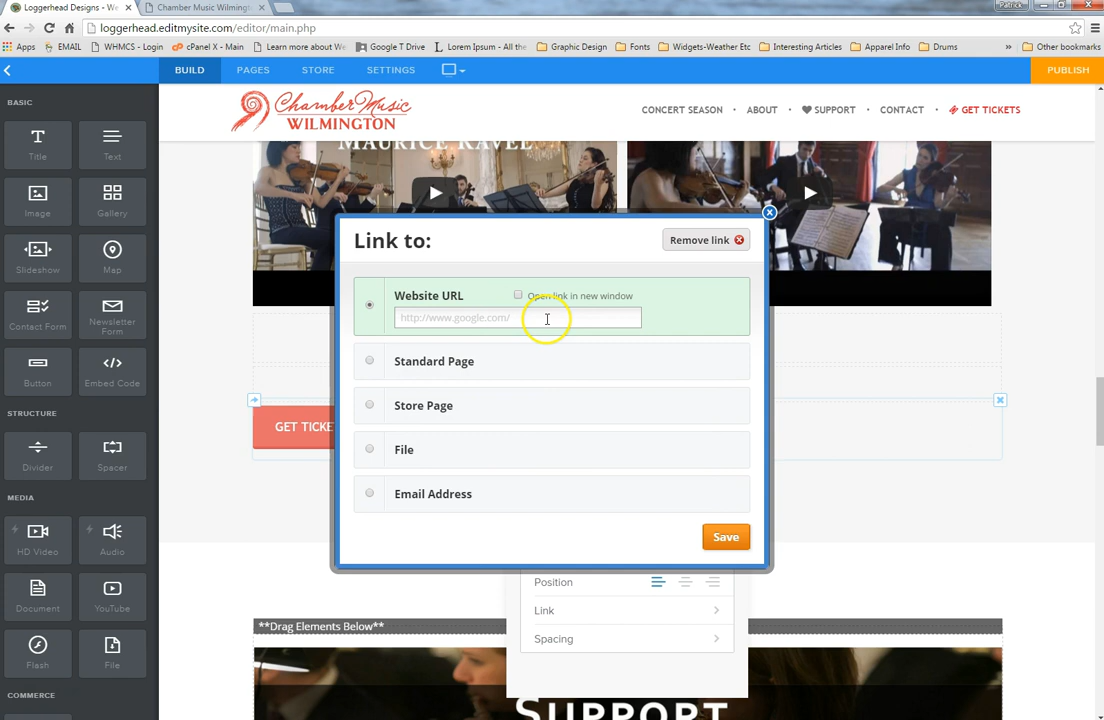 Loggerhead Designs - We
Chamber Music Wilmingt
Patrick
loggerhead.editmysite.com/editor/main.php
Apps
EMAIL
WHMCS - Login
cPanel X - Main
Learn more about We
Google T Drive
Lorem Ipsum - All the
Graphic Design
Fonts
Widgets-Weather Etc
Interesting Articles
Apparel Info
Drums
»
Other bookmarks
BUILD
PAGES
STORE
SETTINGS
PUBLISH
BASIC
Title
Text
Image
Gallery
Slideshow
Map
Contact Form
Newsletter
Form
Button
Embed Code
STRUCTURE
Divider
Spacer
MEDIA
HD Video
Audio
Document
YouTube
Flash
File
COMMERCE
Chamber Music
WILMINGTON
CONCERT SEASON
ABOUT
SUPPORT
CONTACT
GET TICKETS
MAURICE RAVEL
Link to:
Remove link
Website URL
Open link in new window
http://www.google.com/
Standard Page
Store Page
File
Email Address
Save
GET TICKE
Position
Link
Spacing
**Drag Elements Below**
SUPPORT